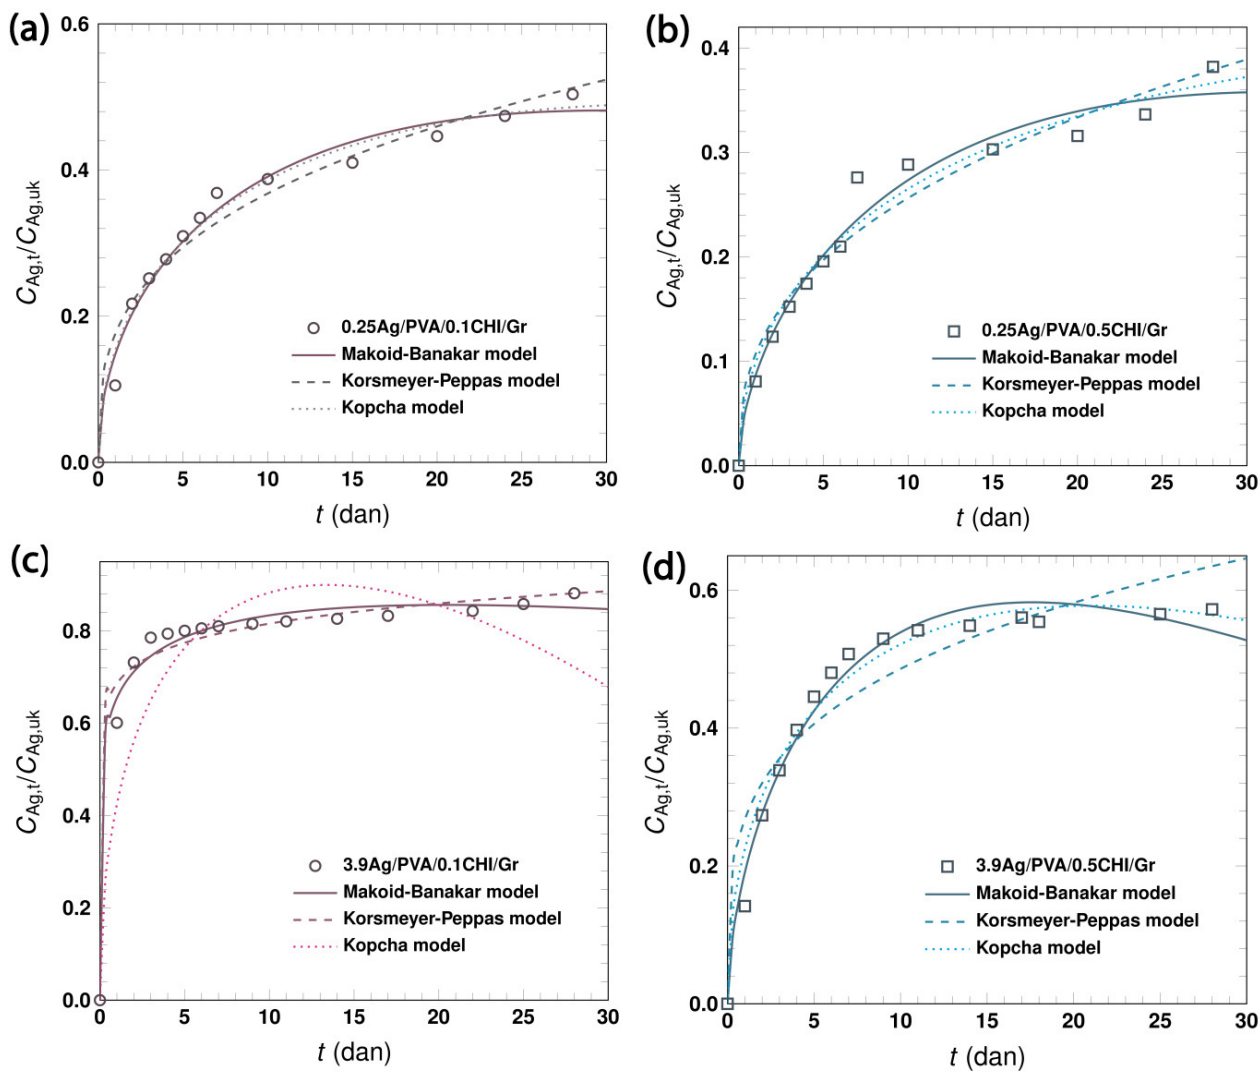 (a)
0.6
0.4
0.2
0.0
C_Ag,t/C_Ag,uk
0.25Ag/PVA/0.1CHI/Gr
Makoid-Banakar model
Korsmeyer-Peppas model
Kopcha model
0 5 10 15 20 25 30
t (dan)
(b)
0.4
0.3
0.2
0.1
0.0
C_Ag,t/C_Ag,uk
0.25Ag/PVA/0.5CHI/Gr
Makoid-Banakar model
Korsmeyer-Peppas model
Kopcha model
0 5 10 15 20 25 30
t (dan)
(c)
0.8
0.6
0.4
0.2
0.0
C_Ag,t/C_Ag,uk
3.9Ag/PVA/0.1CHI/Gr
Makoid-Banakar model
Korsmeyer-Peppas model
Kopcha model
0 5 10 15 20 25 30
t (dan)
(d)
0.6
0.4
0.2
0.0
C_Ag,t/C_Ag,uk
3.9Ag/PVA/0.5CHI/Gr
Makoid-Banakar model
Korsmeyer-Peppas model
Kopcha model
0 5 10 15 20 25 30
t (dan)